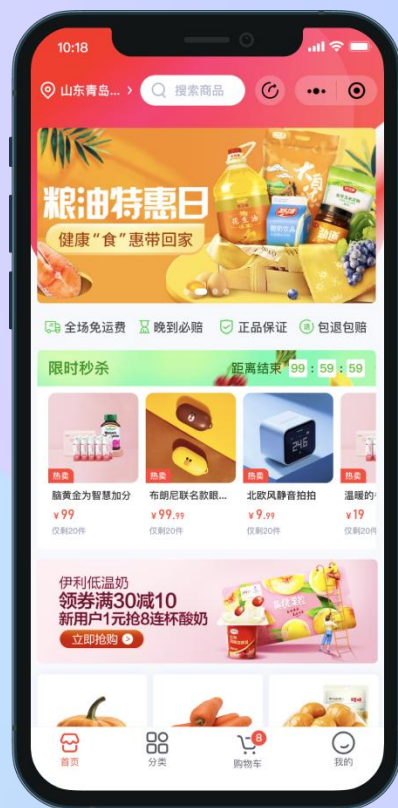 10:18
山东青岛...
搜索商品
粮油特惠日
健康“食”惠带回家
全场免运费
晚到必赔
正品保证
退 包退包赔
限时秒杀
距离结束 99 : 59 : 59
热卖
热卖
热卖
热卖
脑黄金为智慧加分
布朗尼联名款眼...
北欧风静音拍拍
温暖的
¥99
¥99.99
¥9.99
¥19
仅剩20件
仅剩20件
仅剩20件
仅剩20件
伊利低温奶
领券满30减10
新用户1元抢8连杯酸奶
立即抢购
首页
分类
8
购物车
我的